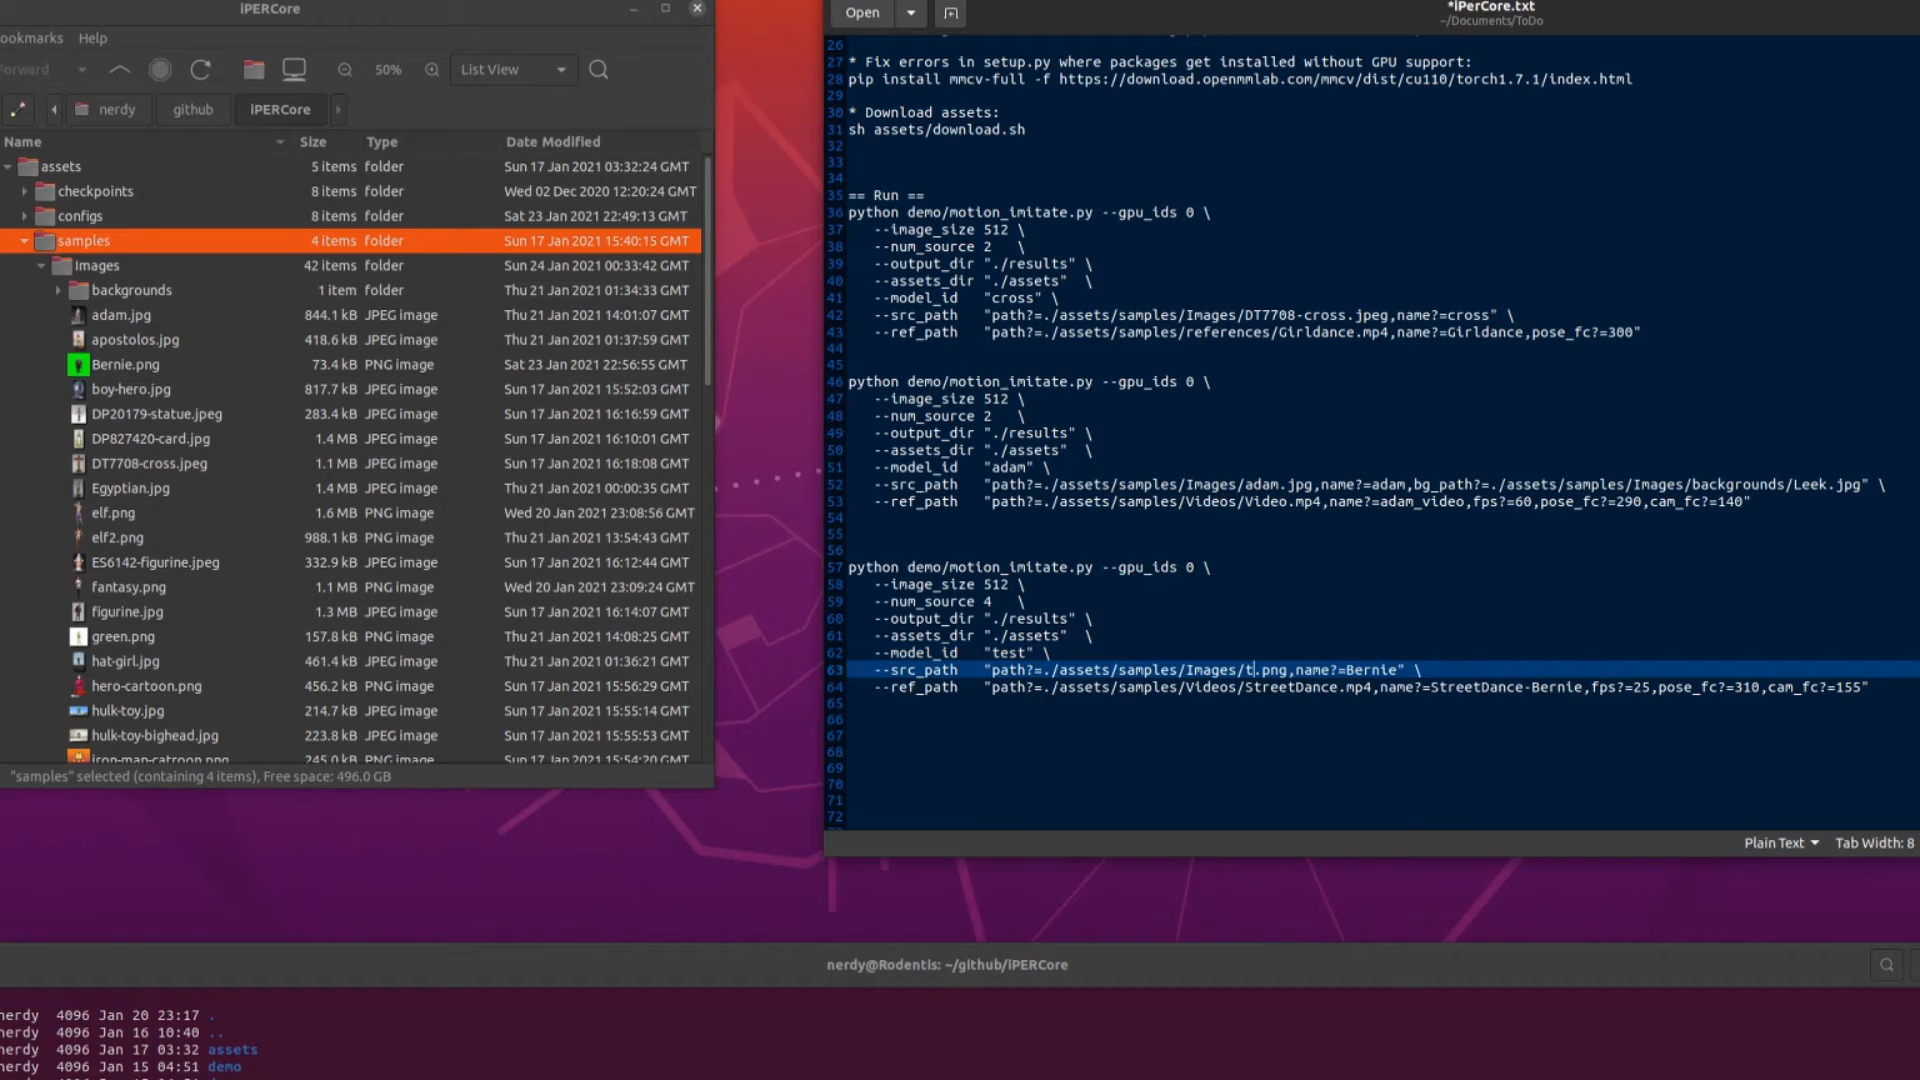 iPERCore
ookmarks Help
orward 50% List View
nerdy github iPERCore
Name Size Type Date Modified
assets 5 items folder Sun 17 Jan 2021 03:32:24 GMT
checkpoints 8 items folder Wed 02 Dec 2020 12:20:24 GMT
configs 8 items folder Sat 23 Jan 2021 22:49:13 GMT
samples 4 items folder Sun 17 Jan 2021 15:40:15 GMT
Images 42 items folder Sun 24 Jan 2021 00:33:42 GMT
backgrounds 1 item folder Thu 21 Jan 2021 01:34:33 GMT
adam.jpg 844.1 kB JPEG image Thu 21 Jan 2021 14:01:07 GMT
apostolos.jpg 418.6 kB JPEG image Thu 21 Jan 2021 01:37:59 GMT
Bernie.png 73.4 kB PNG image Sat 23 Jan 2021 22:56:55 GMT
boy-hero.jpg 817.7 kB JPEG image Sun 17 Jan 2021 15:52:03 GMT
DP20179-statue.jpeg 283.4 kB JPEG image Sun 17 Jan 2021 16:16:59 GMT
DP827420-card.jpg 1.4 MB JPEG image Sun 17 Jan 2021 16:10:01 GMT
DT7708-cross.jpeg 1.1 MB JPEG image Sun 17 Jan 2021 16:18:08 GMT
Egyptian.jpg 1.4 MB JPEG image Thu 21 Jan 2021 00:00:35 GMT
elf.png 1.6 MB PNG image Wed 20 Jan 2021 23:08:56 GMT
elf2.png 988.1 kB PNG image Thu 21 Jan 2021 13:54:43 GMT
ES6142-figurine.jpeg 332.9 kB JPEG image Sun 17 Jan 2021 16:12:44 GMT
fantasy.png 1.1 MB PNG image Wed 20 Jan 2021 23:09:24 GMT
figurine.jpg 1.3 MB JPEG image Sun 17 Jan 2021 16:14:07 GMT
green.png 157.8 kB PNG image Thu 21 Jan 2021 14:08:25 GMT
hat-girl.jpg 461.4 kB JPEG image Thu 21 Jan 2021 01:36:21 GMT
hero-cartoon.png 456.2 kB PNG image Sun 17 Jan 2021 15:56:29 GMT
hulk-toy.jpg 214.7 kB JPEG image Sun 17 Jan 2021 15:55:14 GMT
hulk-toy-bighead.jpg 223.8 kB JPEG image Sun 17 Jan 2021 15:55:53 GMT
iron-man-catroon.png 245.0 kB PNG image Sun 17 Jan 2021 15:54:20 GMT
"samples" selected (containing 4 items), Free space: 496.0 GB
Open
*iPerCore.txt
~/Documents/ToDo
26
27 * Fix errors in setup.py where packages get installed without GPU support:
28 pip install mmcv-full -f https://download.openmmlab.com/mmcv/dist/cu110/torch1.7.1/index.html
29
30 * Download assets:
31 sh assets/download.sh
32
33
34
35 == Run ==
36 python demo/motion_imitate.py --gpu_ids 0 \
37 --image_size 512 \
38 --num_source 2 \
39 --output_dir "./results" \
40 --assets_dir "./assets" \
41 --model_id "cross" \
42 --src_path "path?=./assets/samples/Images/DT7708-cross.jpeg,name?=cross" \
43 --ref_path "path?=./assets/samples/references/Girldance.mp4,name?=Girldance,pose_fc?=300"
44
45
46 python demo/motion_imitate.py --gpu_ids 0 \
47 --image_size 512 \
48 --num_source 2 \
49 --output_dir "./results" \
50 --assets_dir "./assets" \
51 --model_id "adam" \
52 --src_path "path?=./assets/samples/Images/adam.jpg,name?=adam,bg_path?=./assets/samples/Images/backgrounds/Leek.jpg" \
53 --ref_path "path?=./assets/samples/Videos/Video.mp4,name?=adam_video,fps?=60,pose_fc?=290,cam_fc?=140"
54
55
56
57 python demo/motion_imitate.py --gpu_ids 0 \
58 --image_size 512 \
59 --num_source 4 \
60 --output_dir "./results" \
61 --assets_dir "./assets" \
62 --model_id "test" \
63 --src_path "path?=./assets/samples/Images/t.png,name?=Bernie" \
64 --ref_path "path?=./assets/samples/Videos/StreetDance.mp4,name?=StreetDance-Bernie,fps?=25,pose_fc?=310,cam_fc?=155"
65
66
67
68
69
70
71
72
Plain Text Tab Width: 8
nerdy@Rodentis: ~/github/iPERCore
nerdy 4096 Jan 20 23:17 .
nerdy 4096 Jan 16 10:40 ..
nerdy 4096 Jan 17 03:32 assets
nerdy 4096 Jan 15 04:51 demo